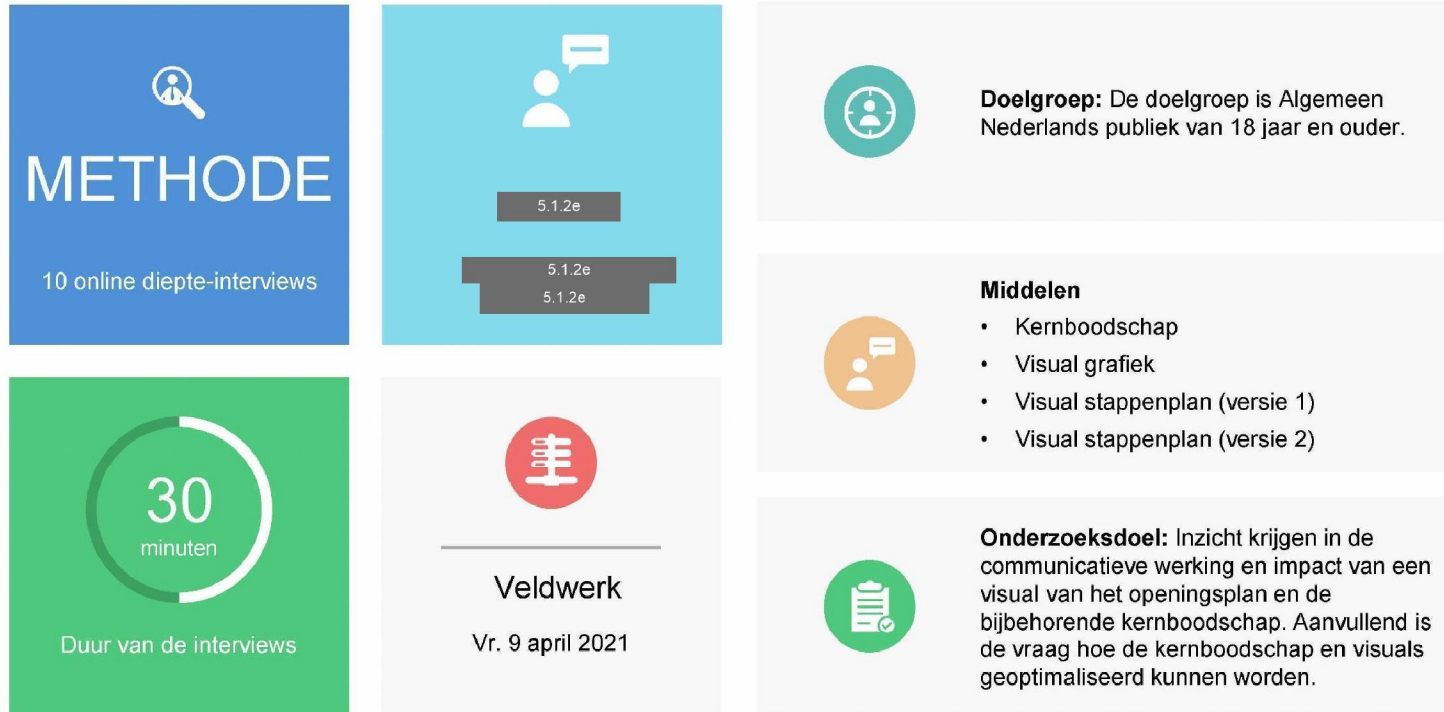 METHODE
10 online diepte-interviews
5.1.2e
5.1.2e
5.1.2e
30
minuten
Duur van de interviews
Veldwerk
Vr. 9 april 2021
Doelgroep: De doelgroep is Algemeen
Nederlands publiek van 18 jaar en ouder.
Middelen
• Kernboodschap
• Visual grafiek
• Visual stappenplan (versie 1)
• Visual stappenplan (versie 2)
Onderzoeksdoel: Inzicht krijgen in de
communicatieve werking en impact van een
visual van het openingsplan en de
bijbehorende kernboodschap. Aanvullend is
de vraag hoe de kernboodschap en visuals
geoptimaliseerd kunnen worden.